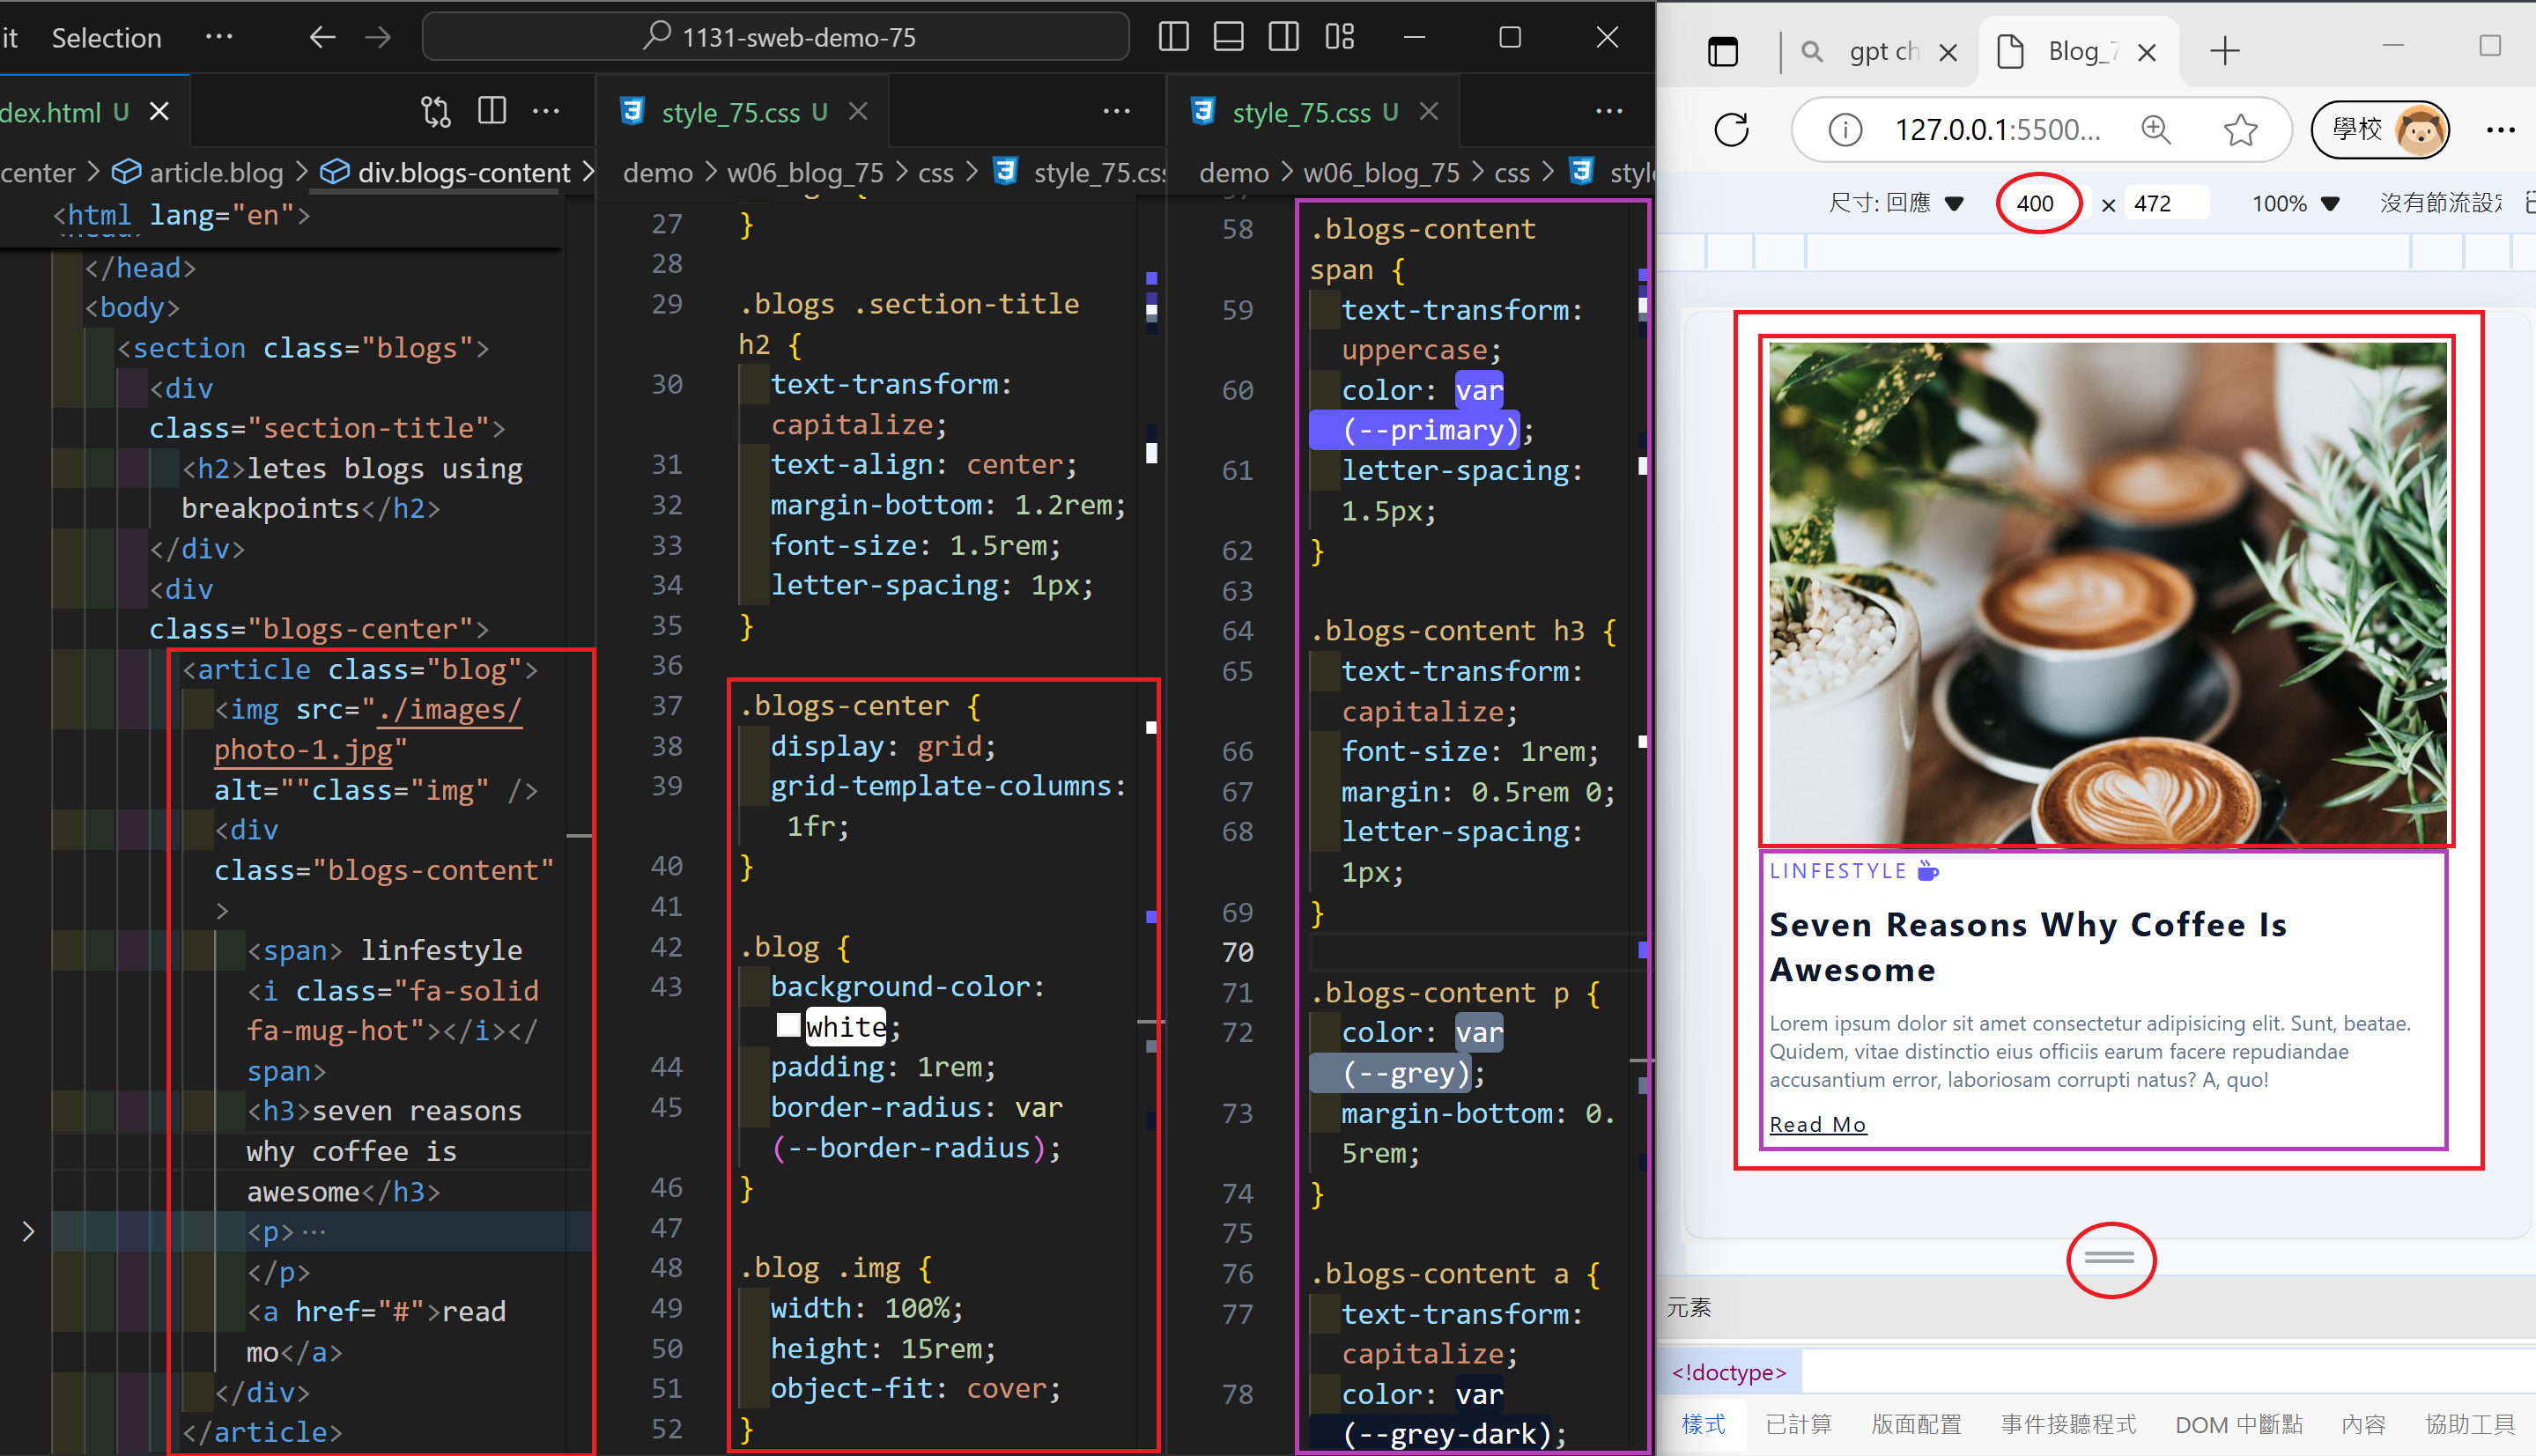 it Selection ··· 1131-sweb-demo-75
dex.html U
center > article.blog > div.blogs-content >
<html lang="en">
</head>
<body>
<section class="blogs">
<div
class="section-title">
<h2>letes blogs using
breakpoints</h2>
</div>
<div
class="blogs-center">
<article class="blog">
<img src="./images/
photo-1.jpg"
alt=""class="img" />
<div
class="blogs-content"
>
<span> linfestyle
<i class="fa-solid
fa-mug-hot"></i></
span>
<h3>seven reasons
why coffee is
awesome</h3>
<p>···
</p>
<a href="#">read
mo</a>
</div>
</article>
style_75.css U
demo > w06_blog_75 > css > style_75.css
27 }
28
29 .blogs .section-title
h2 {
30 text-transform:
capitalize;
31 text-align: center;
32 margin-bottom: 1.2rem;
33 font-size: 1.5rem;
34 letter-spacing: 1px;
35 }
36
37 .blogs-center {
38 display: grid;
39 grid-template-columns:
1fr;
40 }
41
42 .blog {
43 background-color:
white;
44 padding: 1rem;
45 border-radius: var
(--border-radius);
46 }
47
48 .blog .img {
49 width: 100%;
50 height: 15rem;
51 object-fit: cover;
52 }
style_75.css U
demo > w06_blog_75 > css > 
58 .blogs-content
span {
59 text-transform:
uppercase;
60 color: var
(--primary);
61 letter-spacing:
1.5px;
62 }
63
64 .blogs-content h3 {
65 text-transform:
capitalize;
66 font-size: 1rem;
67 margin: 0.5rem 0;
68 letter-spacing:
1px;
69 }
70
71 .blogs-content p {
72 color: var
(--grey);
73 margin-bottom: 0.
5rem;
74 }
75
76 .blogs-content a {
77 text-transform:
capitalize;
78 color: var
(--grey-dark);
gpt ch Blog_7
127.0.0.1:5500... 學校
尺寸: 回應 400 × 472 100% 沒有節流設定
LINFESTYLE
Seven Reasons Why Coffee Is
Awesome
Lorem ipsum dolor sit amet consectetur adipisicing elit. Sunt, beatae.
Quidem, vitae distinctio eius officiis earum facere repudiandae
accusantium error, laboriosam corrupti natus? A, quo!
Read Mo
元素
<!doctype>
樣式 已計算 版面配置 事件接聽程式 DOM 中斷點 內容 協助工具